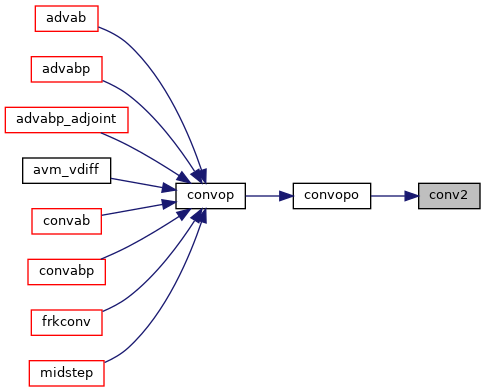 advab
advabp
advabp_adjoint
avm_vdiff
convop
convopo
conv2
convab
convabp
frkconv
midstep